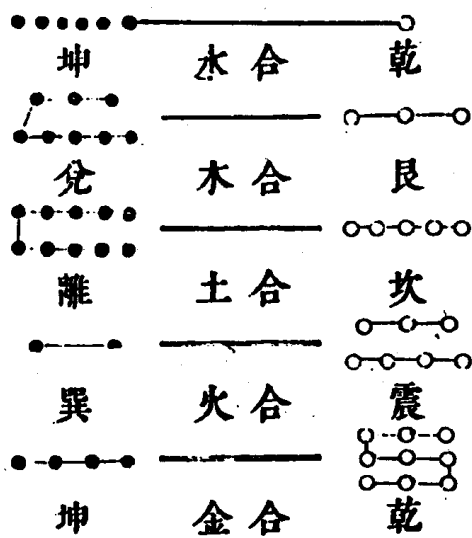 乾 合水 坤
艮 合木 兌
坎 合土 離
震 合火 巽
乾 合金 坤